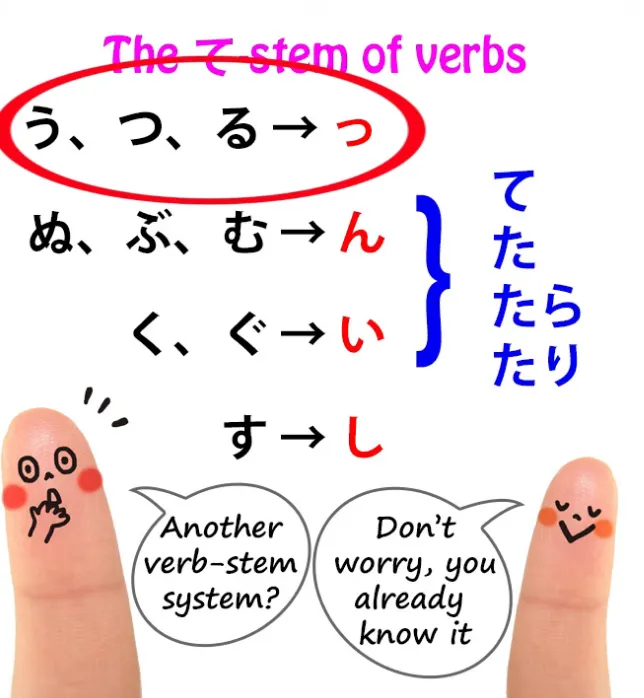 The て-stem of verbs
う、つ、る→っ
ぬ、ぶ、む→ん
く、ぐ→い
す→し
}
て
た
たら
たり
Another
verb-stem
system?
Don't
worry, you
already
know it